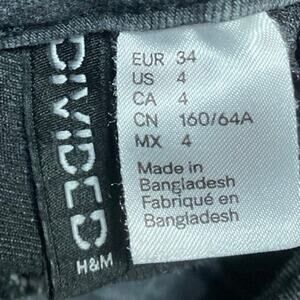 DIVIDED
H&M
EUR 34
US 4
CA 4
CN 160/64A
MX 4
Made in
Bangladesh
Fabriqué en
Bangladesh